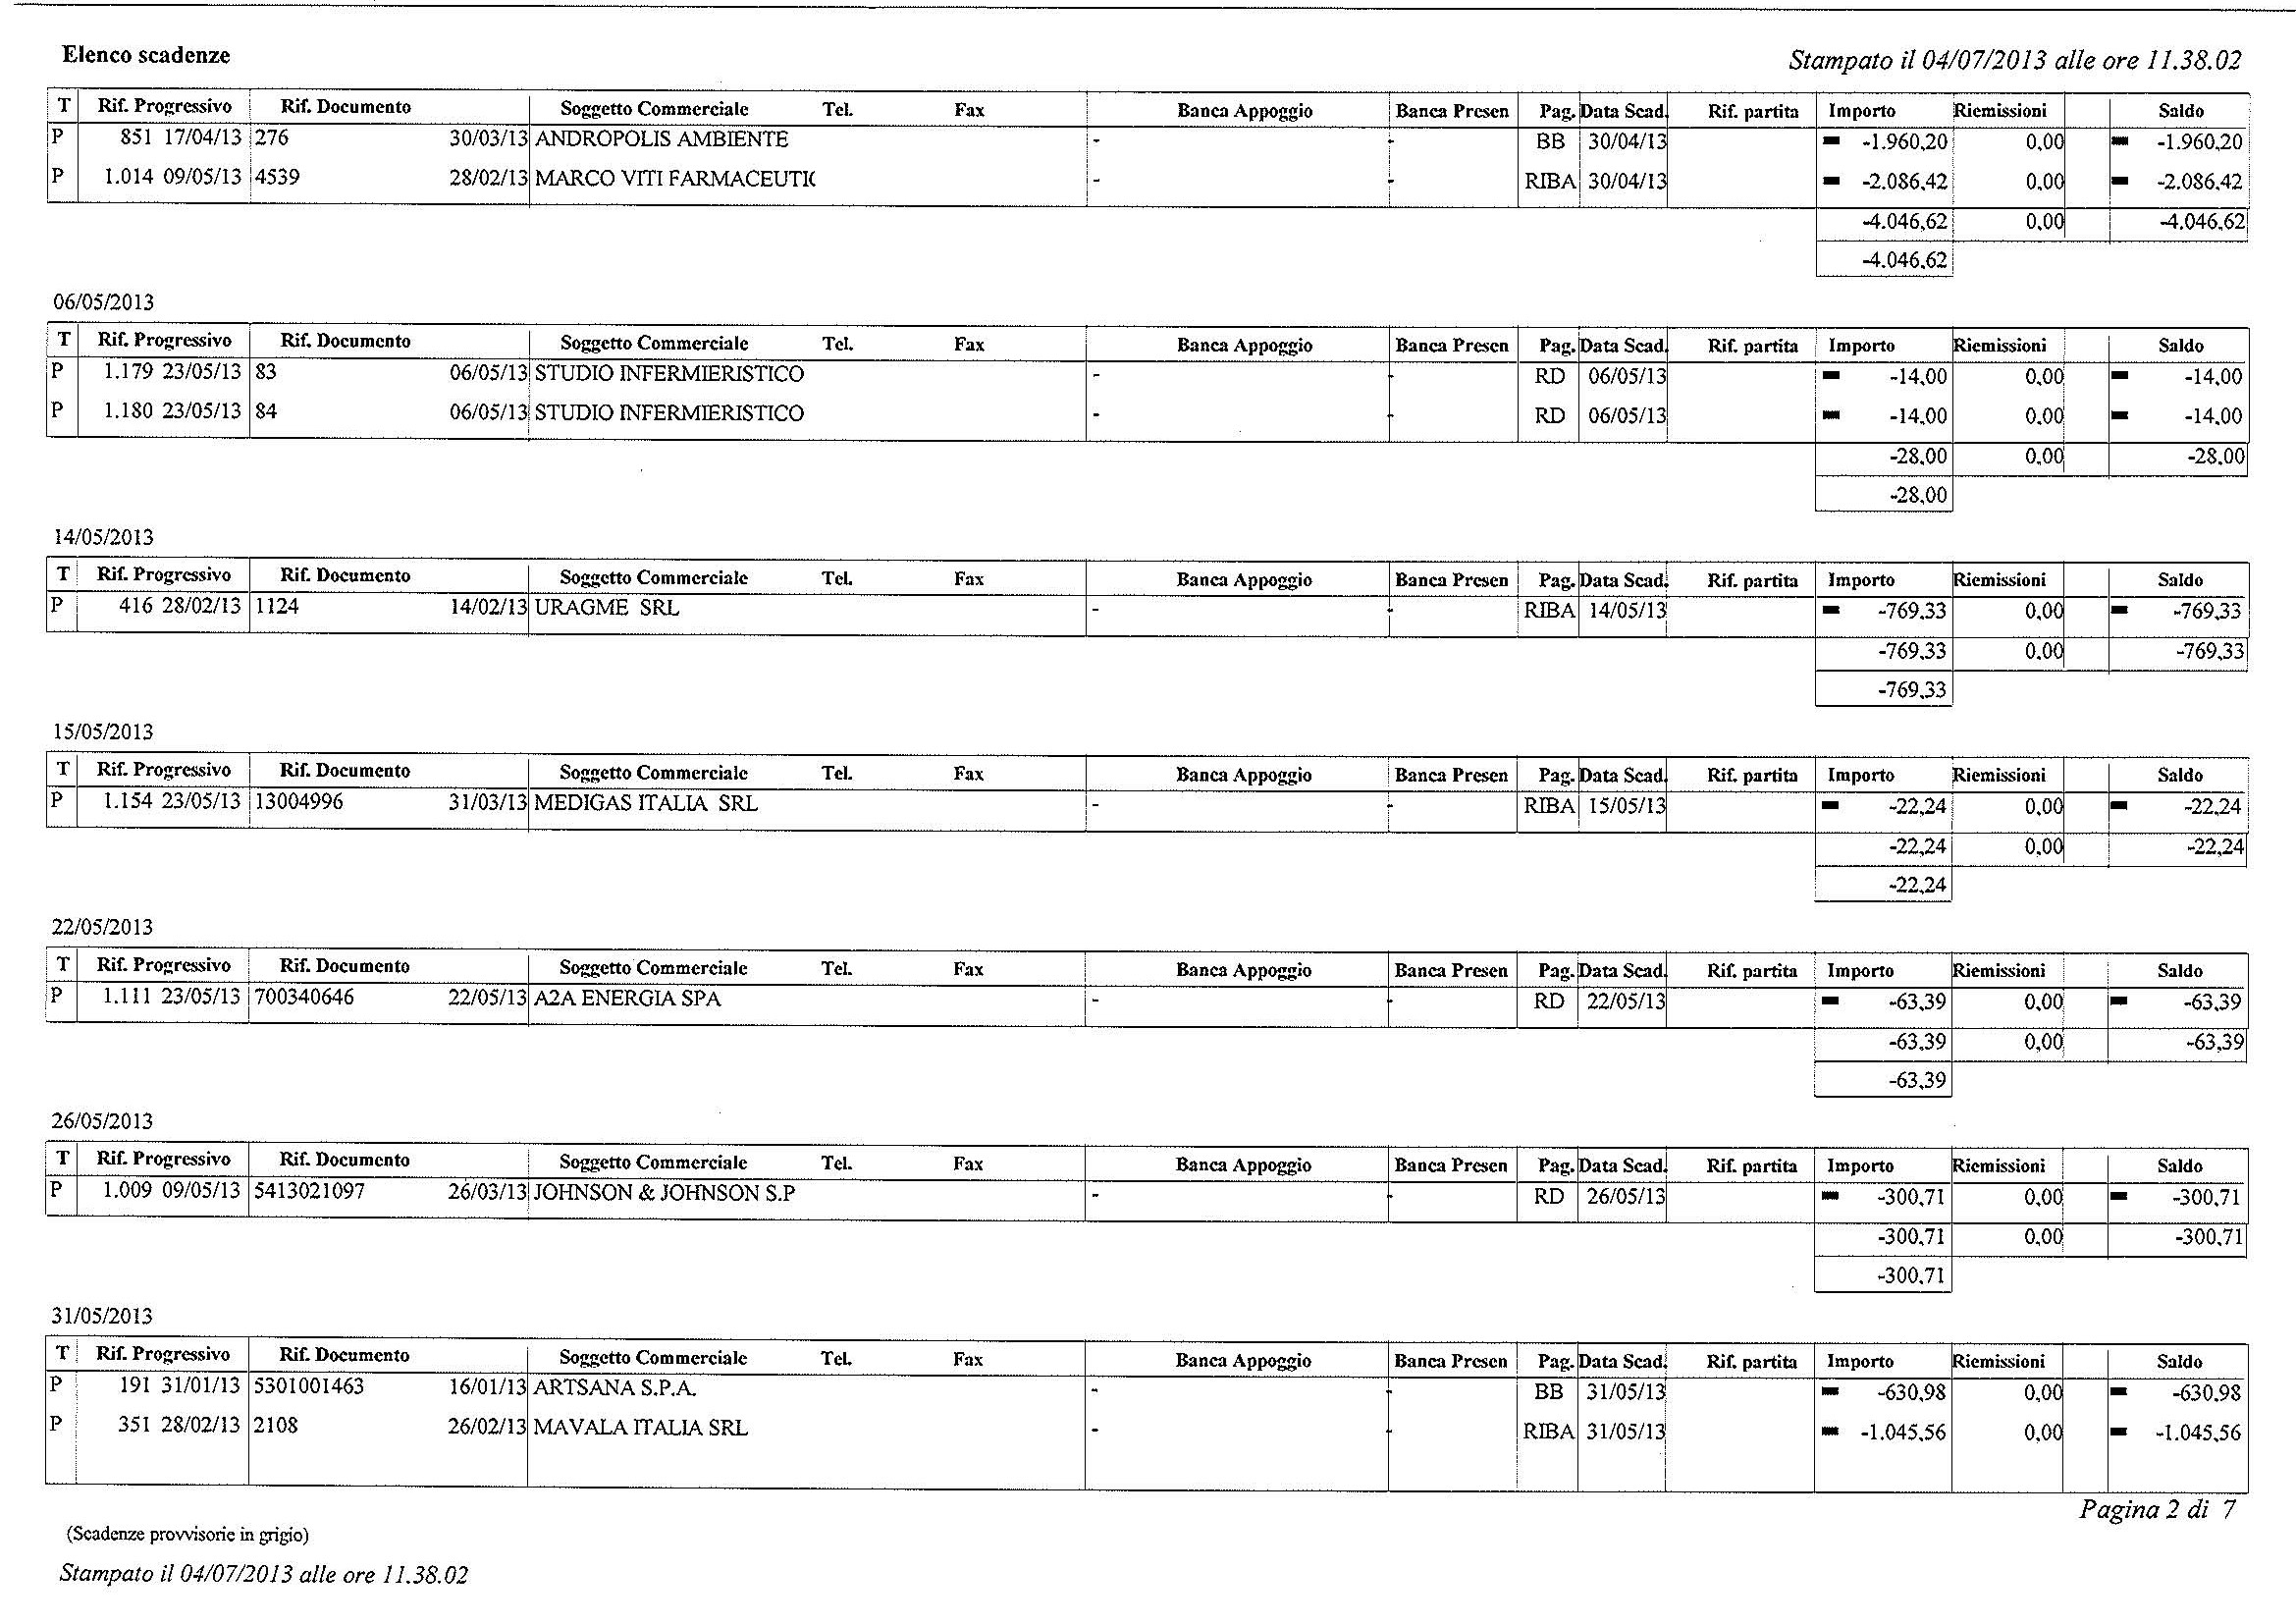 Elenco scadenze Stampato il 04/07/2013 alle ore 11.38.02
T Rif. Progressivo Rif. Documento Soggetto Commerciale Tel. Fax Banca Appoggio Banca Presen Pag. Data Scad. Rif. partita Importo Riemissioni Saldo
P 851 17/04/13 276 30/03/13 ANDROPOLIS AMBIENTE - - BB 30/04/13 -1.960,20 0,00 -1.960,20
P 1.014 09/05/13 4539 28/02/13 MARCO VITI FARMACEUTIC - - RIBA 30/04/13 -2.086,42 0,00 -2.086,42
-4.046,62 0,00 -4.046,62
-4.046,62
06/05/2013
T Rif. Progressivo Rif. Documento Soggetto Commerciale Tel. Fax Banca Appoggio Banca Presen Pag. Data Scad. Rif. partita Importo Riemissioni Saldo
P 1.179 23/05/13 83 06/05/13 STUDIO INFERMIERISTICO - - RD 06/05/13 -14,00 0,00 -14,00
P 1.180 23/05/13 84 06/05/13 STUDIO INFERMIERISTICO - - RD 06/05/13 -14,00 0,00 -14,00
-28,00 0,00 -28,00
-28,00
14/05/2013
T Rif. Progressivo Rif. Documento Soggetto Commerciale Tel. Fax Banca Appoggio Banca Presen Pag. Data Scad. Rif. partita Importo Riemissioni Saldo
P 416 28/02/13 1124 14/02/13 URAGME SRL - - RIBA 14/05/13 -769,33 0,00 -769,33
-769,33 0,00 -769,33
-769,33
15/05/2013
T Rif. Progressivo Rif. Documento Soggetto Commerciale Tel. Fax Banca Appoggio Banca Presen Pag. Data Scad. Rif. partita Importo Riemissioni Saldo
P 1.154 23/05/13 13004996 31/03/13 MEDIGAS ITALIA SRL - - RIBA 15/05/13 -22,24 0,00 -22,24
-22,24 0,00 -22,24
-22,24
22/05/2013
T Rif. Progressivo Rif. Documento Soggetto Commerciale Tel. Fax Banca Appoggio Banca Presen Pag. Data Scad. Rif. partita Importo Riemissioni Saldo
P 1.111 23/05/13 700340646 22/05/13 A2A ENERGIA SPA - - RD 22/05/13 -63,39 0,00 -63,39
-63,39 0,00 -63,39
-63,39
26/05/2013
T Rif. Progressivo Rif. Documento Soggetto Commerciale Tel. Fax Banca Appoggio Banca Presen Pag. Data Scad. Rif. partita Importo Riemissioni Saldo
P 1.009 09/05/13 5413021097 26/03/13 JOHNSON & JOHNSON S.P - - RD 26/05/13 -300,71 0,00 -300,71
-300,71 0,00 -300,71
-300,71
31/05/2013
T Rif. Progressivo Rif. Documento Soggetto Commerciale Tel. Fax Banca Appoggio Banca Presen Pag. Data Scad. Rif. partita Importo Riemissioni Saldo
P 191 31/01/13 5301001463 16/01/13 ARTSANA S.P.A. - - BB 31/05/13 -630,98 0,00 -630,98
P 351 28/02/13 2108 26/02/13 MAVALA ITALIA SRL - - RIBA 31/05/13 -1.045,56 0,00 -1.045,56
Pagina 2 di 7
(Scadenze provvisorie in grigio)
Stampato il 04/07/2013 alle ore 11.38.02